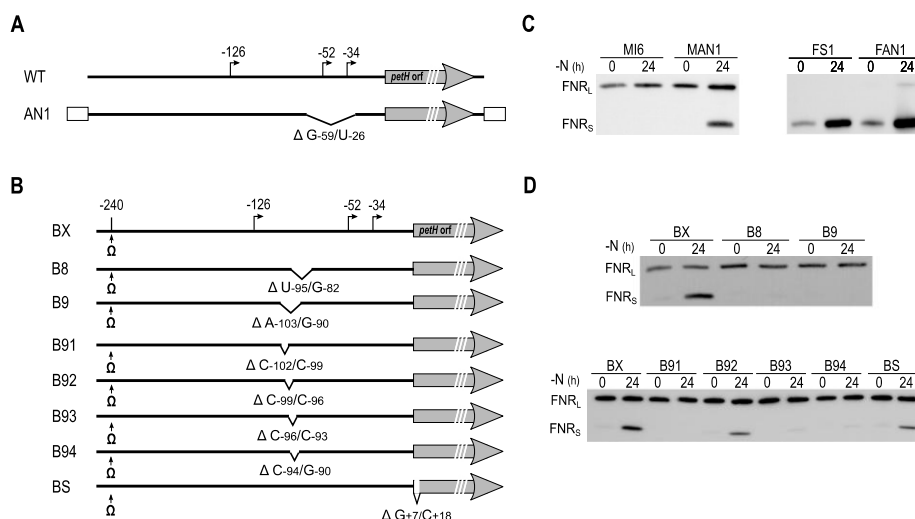 A
-126 -52 -34
WT petH orf
AN1
Δ G-59/U-26
B
-240 -126 -52 -34
BX petH orf
Ω
B8
Ω Δ U-95/G-82
B9
Ω Δ A-103/G-90
B91
Ω Δ C-102/C-99
B92
Ω Δ C-99/C-96
B93
Ω Δ C-96/C-93
B94
Ω Δ C-94/G-90
BS
Ω Δ G+7/C+18
C
MI6 MAN1 FS1 FAN1
-N (h) 0 24 0 24 -N (h) 0 24 0 24
FNRL FNRL
FNRS FNRS
D
BX B8 B9
-N (h) 0 24 0 24 0 24
FNRL
FNRS
BX B91 B92 B93 B94 BS
-N (h) 0 24 0 24 0 24 0 24 0 24 0 24
FNRL
FNRS